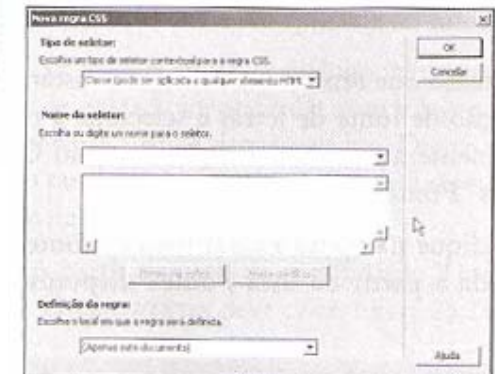 Nova regra CSS
Tipo de seletor:
Escolha um tipo de seletor contextual para a regra CSS.
Classe (pode ser aplicada a qualquer elemento HTML
OK
Cancelar
Nome do seletor:
Escolha ou digite um nome para o seletor.
Definição da regra:
Escolha o local em que a regra será definida.
(Apenas este documento)
Ajuda